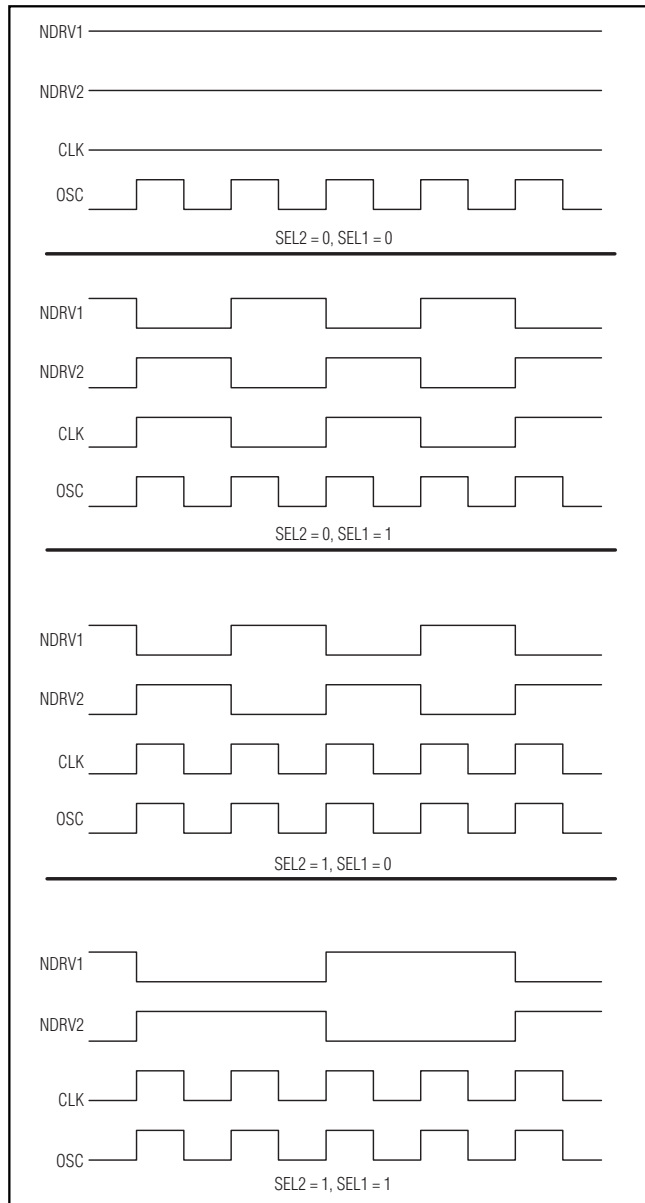 NDRV1
NDRV2
CLK
OSC
SEL2 = 0, SEL1 = 0
NDRV1
NDRV2
CLK
OSC
SEL2 = 0, SEL1 = 1
NDRV1
NDRV2
CLK
OSC
SEL2 = 1, SEL1 = 0
NDRV1
NDRV2
CLK
OSC
SEL2 = 1, SEL1 = 1